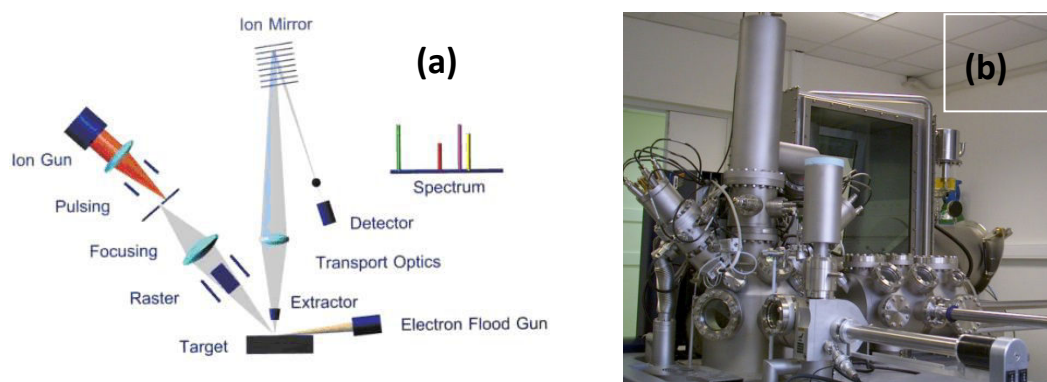 Ion Mirror
(a)
Ion Gun
Pulsing
Focusing
Raster
Target
Spectrum
Detector
Transport Optics
Extractor
Electron Flood Gun
(b)